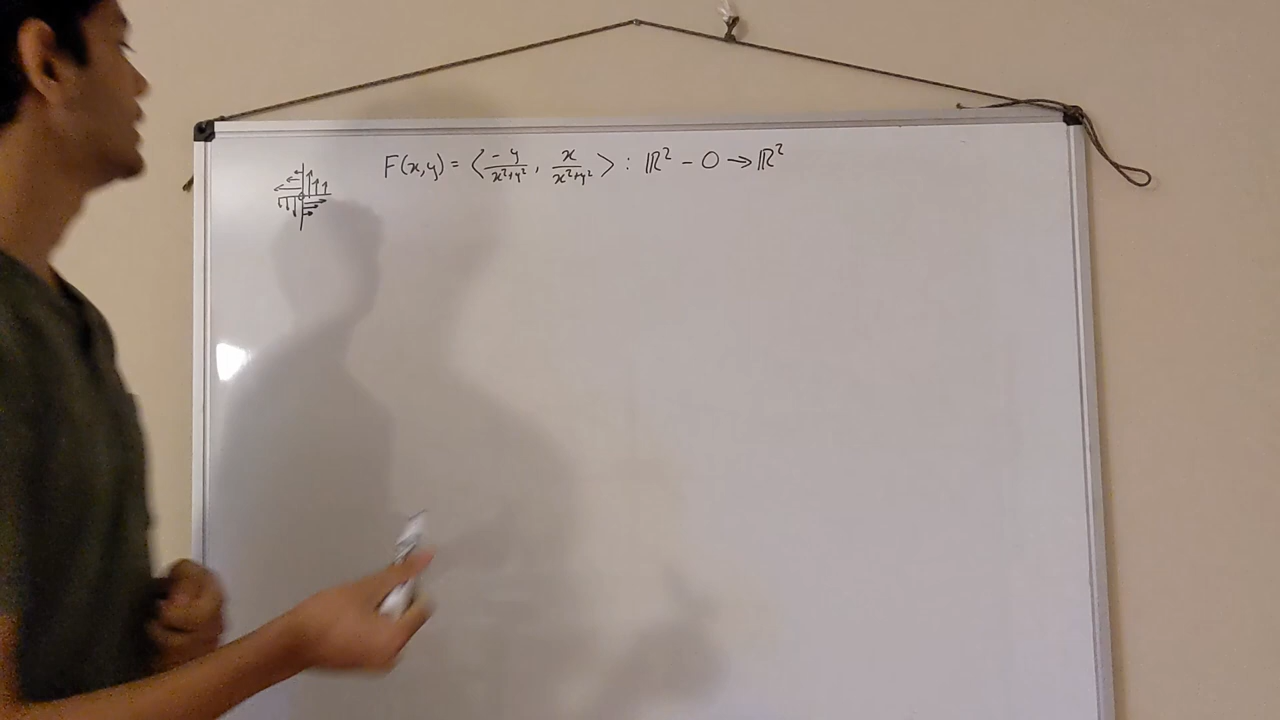 F(x,y) = ⟨ -y/(x²+y²) , x/(x²+y²) ⟩ : ℝ² - 0 → ℝ²